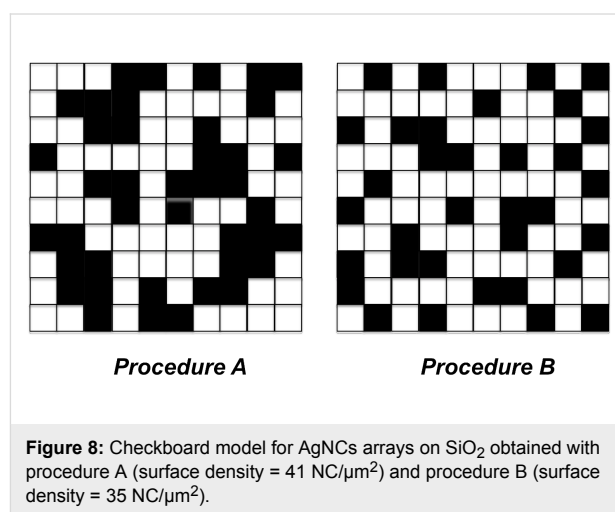 Procedure A Procedure B
Figure 8: Checkboard model for AgNCs arrays on SiO₂ obtained with
procedure A (surface density = 41 NC/µm²) and procedure B (surface
density = 35 NC/µm²).